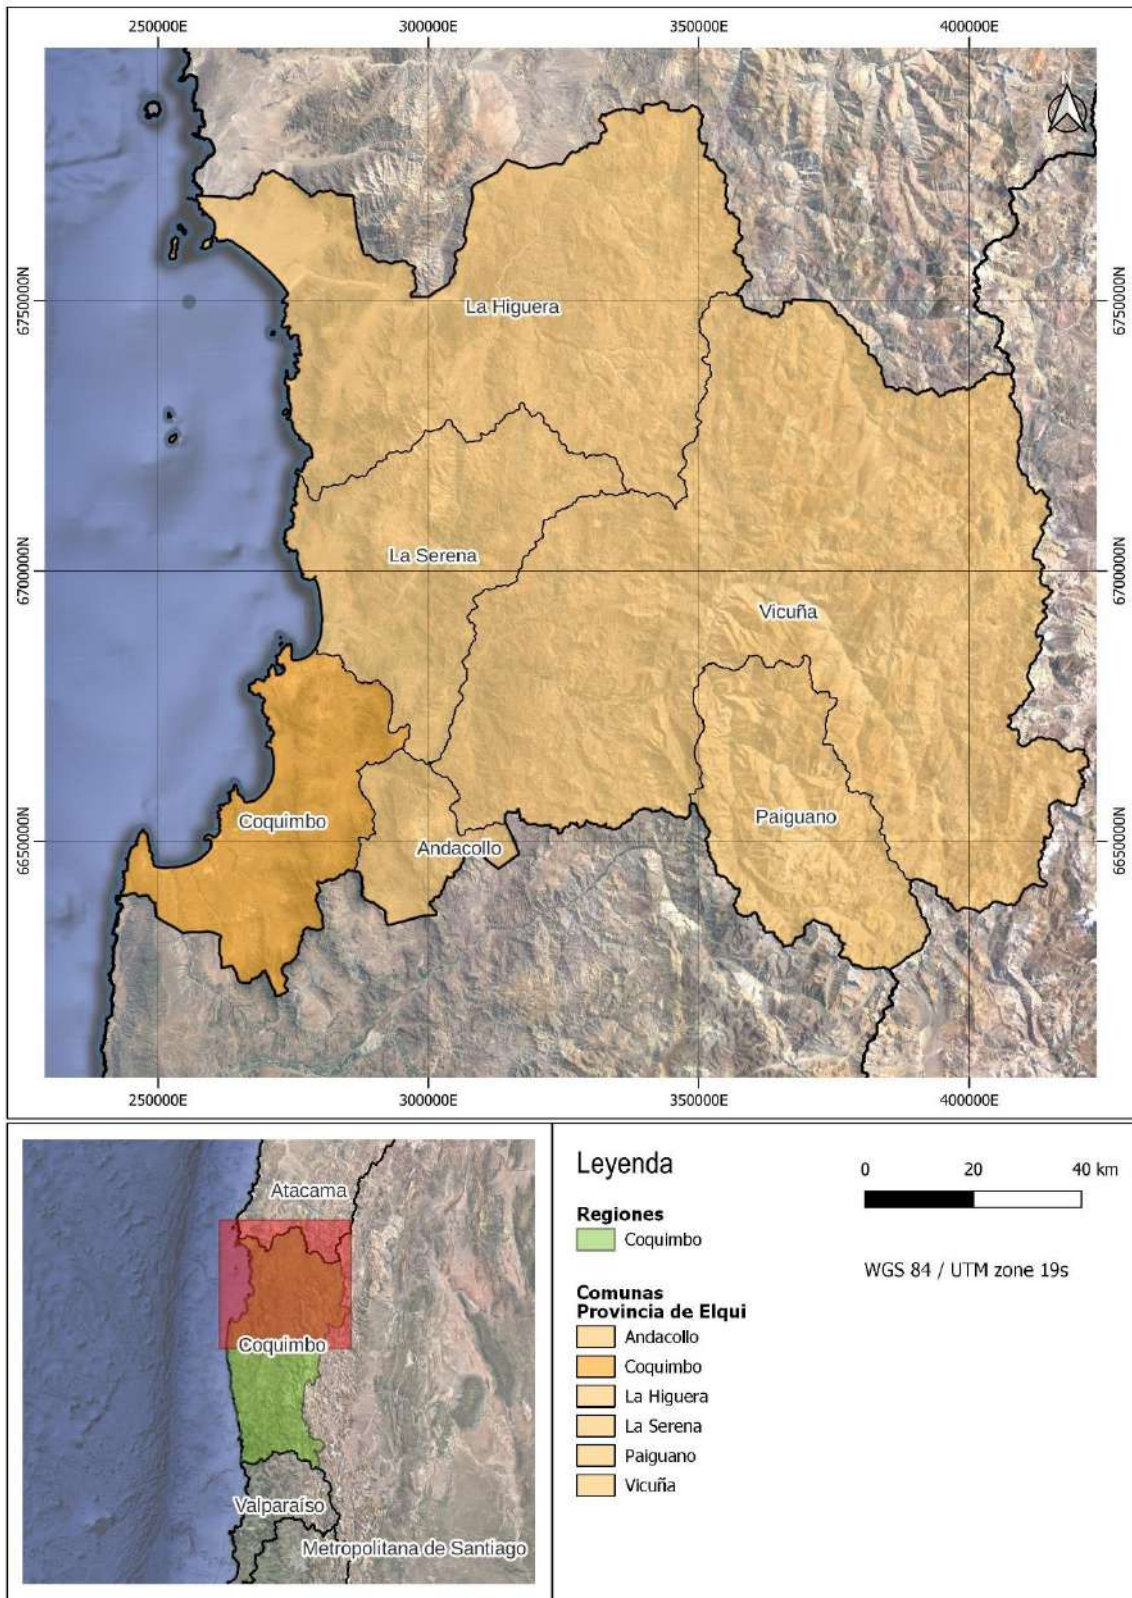 250000E 300000E 350000E 400000E
6750000N 6750000N
La Higuera
La Serena
6700000N 6700000N
Vicuña
Coquimbo
Paiguano
Andacollo
6650000N 6650000N
250000E 300000E 350000E 400000E
Atacama
Coquimbo
Valparaíso
Metropolitana de Santiago
Leyenda
Regiones
Coquimbo
Comunas
Provincia de Elqui
Andacollo
Coquimbo
La Higuera
La Serena
Paiguano
Vicuña
0 20 40 km
WGS 84 / UTM zone 19s